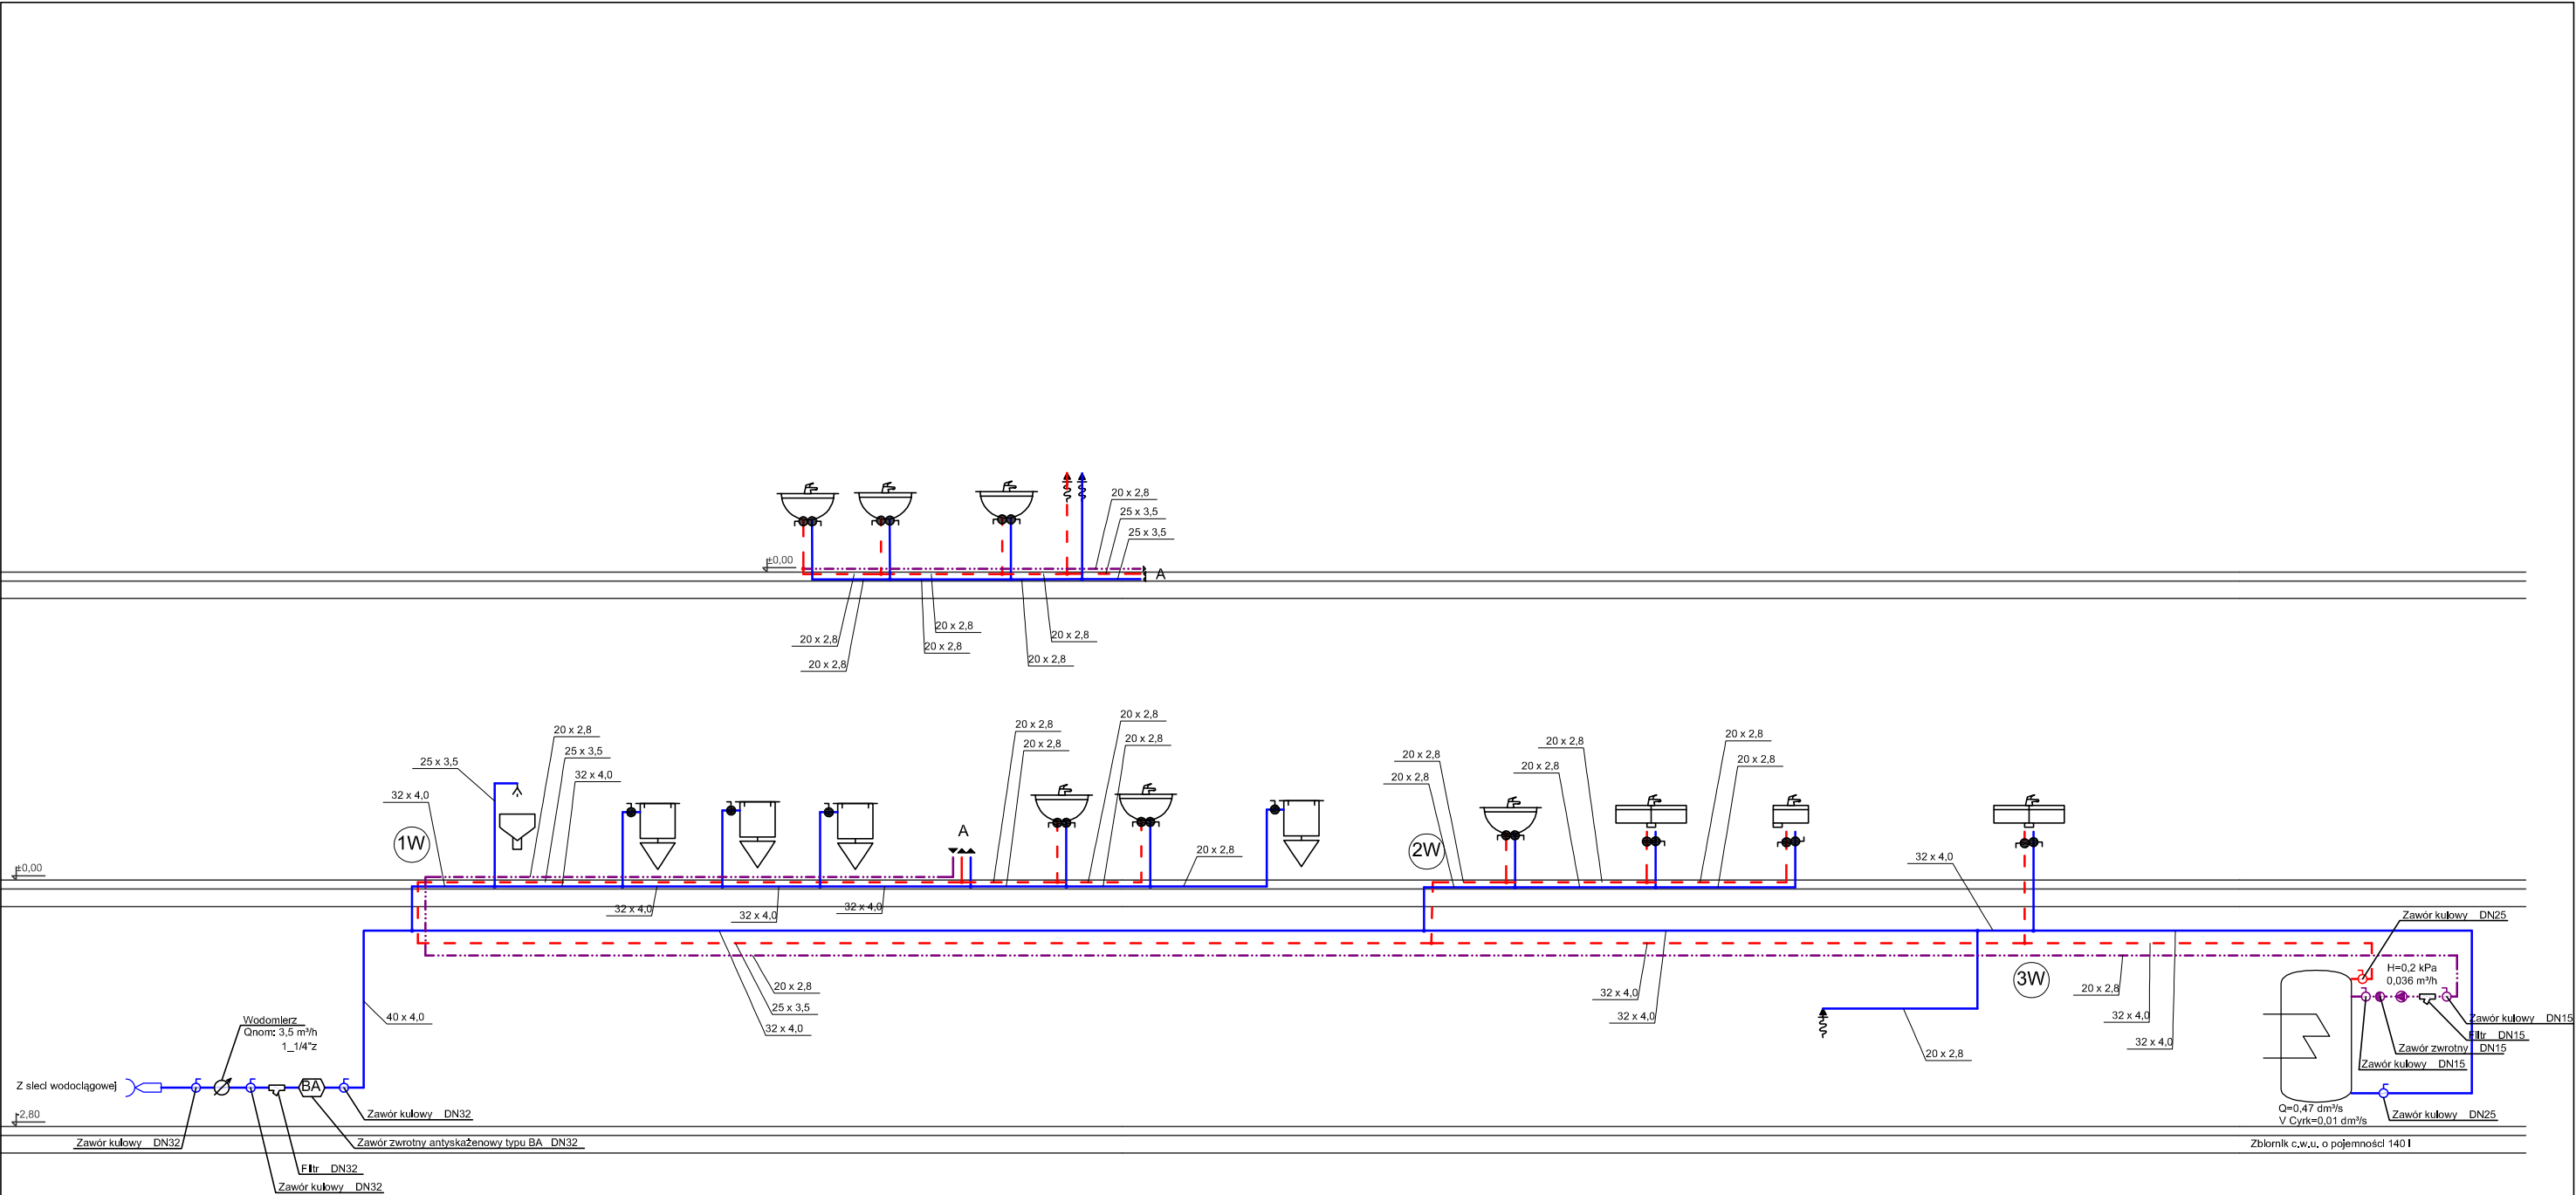 20 x 2,8
25 x 3,5
25 x 3,5
±0,00
A
20 x 2,8
20 x 2,8
20 x 2,8
20 x 2,8
20 x 2,8
20 x 2,8
20 x 2,8
25 x 3,5
32 x 4,0
25 x 3,5
32 x 4,0
1W
20 x 2,8
20 x 2,8
20 x 2,8
20 x 2,8
A
20 x 2,8
20 x 2,8
20 x 2,8
20 x 2,8
20 x 2,8
20 x 2,8
20 x 2,8
2W
32 x 4,0
±0,00
32 x 4,0
32 x 4,0
32 x 4,0
Zawór kulowy DN25
H=0,2 kPa
0,036 m³/h
3W
20 x 2,8
25 x 3,5
32 x 4,0
32 x 4,0
32 x 4,0
20 x 2,8
32 x 4,0
32 x 4,0
20 x 2,8
40 x 4,0
Wodomierz
Qnom: 3,5 m³/h
1_1/4"z
Zawór kulowy DN15
Filtr DN15
Zawór zwrotny DN15
Zawór kulowy DN15
Z sieci wodociągowej
BA
Zawór kulowy DN32
Q=0,47 dm³/s
V Cyrk=0,01 dm³/s
Zawór kulowy DN25
-2,80
Zawór kulowy DN32
Zawór zwrotny antyskażenowy typu BA DN32
Zbiornik c.w.u. o pojemności 140 l
Filtr DN32
Zawór kulowy DN32